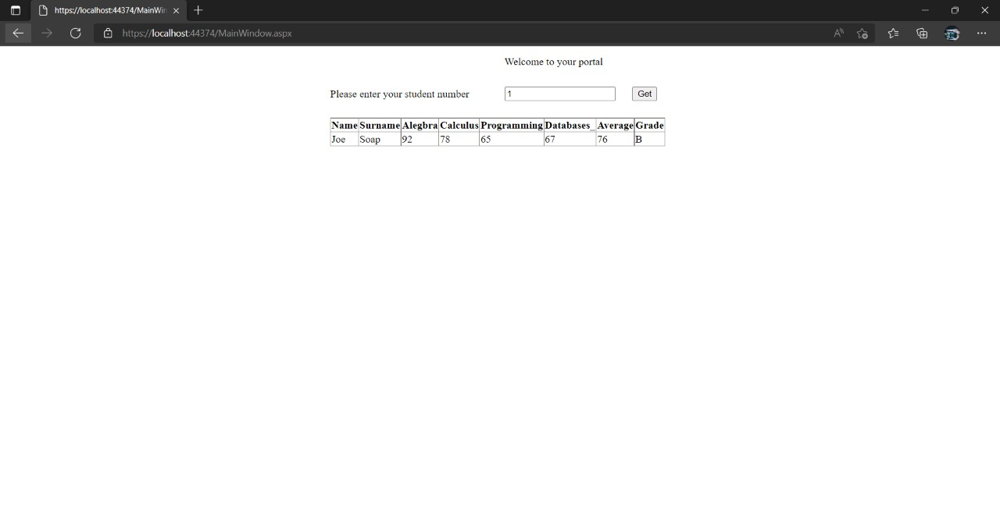 https://localhost:44374/MainWin
https://localhost:44374/MainWindow.aspx
Welcome to your portal
Please enter your student number 1 Get
Name Surname Alegbra Calculus Programming Databases_ Average Grade
Joe Soap 92 78 65 67 76 B